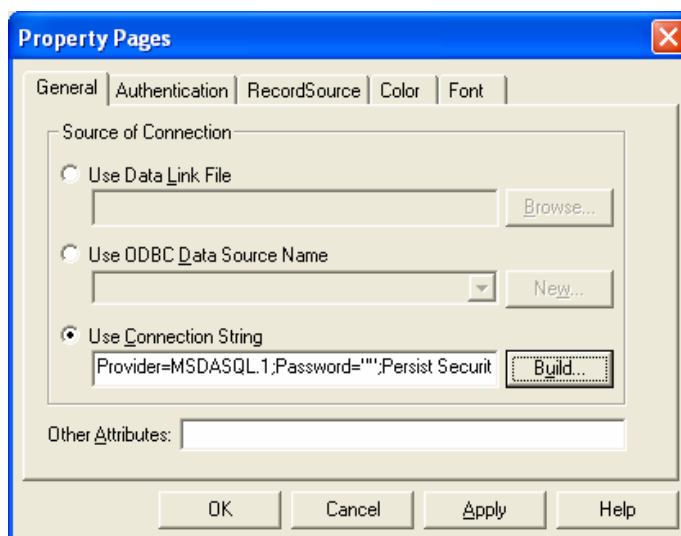 Property Pages
General Authentication RecordSource Color Font
Source of Connection
Use Data Link File
Browse...
Use ODBC Data Source Name
New...
Use Connection String
Provider=MSDASQL.1;Password="";Persist Securit Build...
Other Attributes:
OK Cancel Apply Help